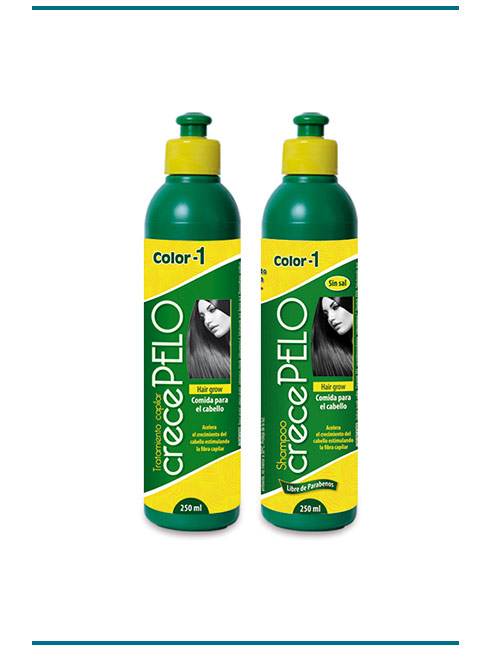 Color-1
Tratamento capilar
crecePELO
Hair grow
Comida para
el cabello
Acelera
el crecimiento del
cabello estimulando
la fibra capilar
250 ml
Color-1
Sin sal
Shampoo
crecePELO
Hair grow
Comida para
el cabello
Acelera
el crecimiento del
cabello estimulando
la fibra capilar
Libre de Parabenos
250 ml